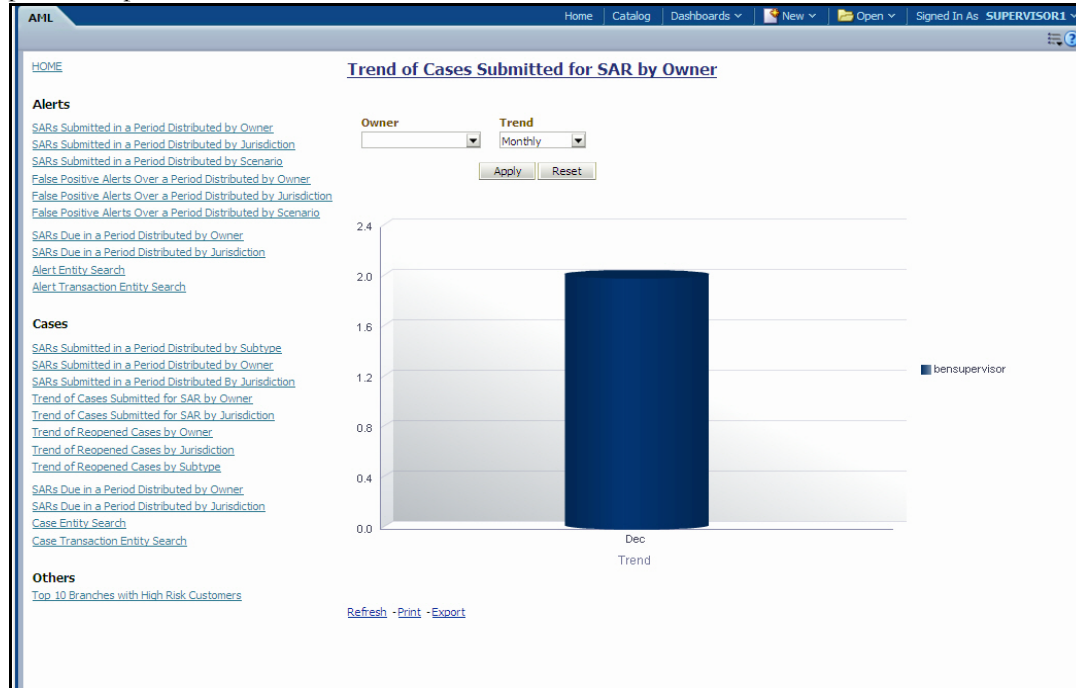 AML
Home Catalog Dashboards New Open Signed In As SUPERVISOR1
HOME
Trend of Cases Submitted for SAR by Owner
Alerts
SARs Submitted in a Period Distributed by Owner
SARs Submitted in a Period Distributed by Jurisdiction
SARs Submitted in a Period Distributed by Scenario
False Positive Alerts Over a Period Distributed by Owner
False Positive Alerts Over a Period Distributed by Jurisdiction
False Positive Alerts Over a Period Distributed by Scenario
SARs Due in a Period Distributed by Owner
SARs Due in a Period Distributed by Jurisdiction
Alert Entity Search
Alert Transaction Entity Search
Cases
SARs Submitted in a Period Distributed by Subtype
SARs Submitted in a Period Distributed by Owner
SARs Submitted in a Period Distributed By Jurisdiction
Trend of Cases Submitted for SAR by Owner
Trend of Cases Submitted for SAR by Jurisdiction
Trend of Reopened Cases by Owner
Trend of Reopened Cases by Jurisdiction
Trend of Reopened Cases by Subtype
SARs Due in a Period Distributed by Owner
SARs Due in a Period Distributed by Jurisdiction
Case Entity Search
Case Transaction Entity Search
Others
Top 10 Branches with High Risk Customers
Owner Trend
Monthly
Apply Reset
2.4
2.0
1.6
1.2
0.8
0.4
0.0
Dec
Trend
bensupervisor
Refresh - Print - Export